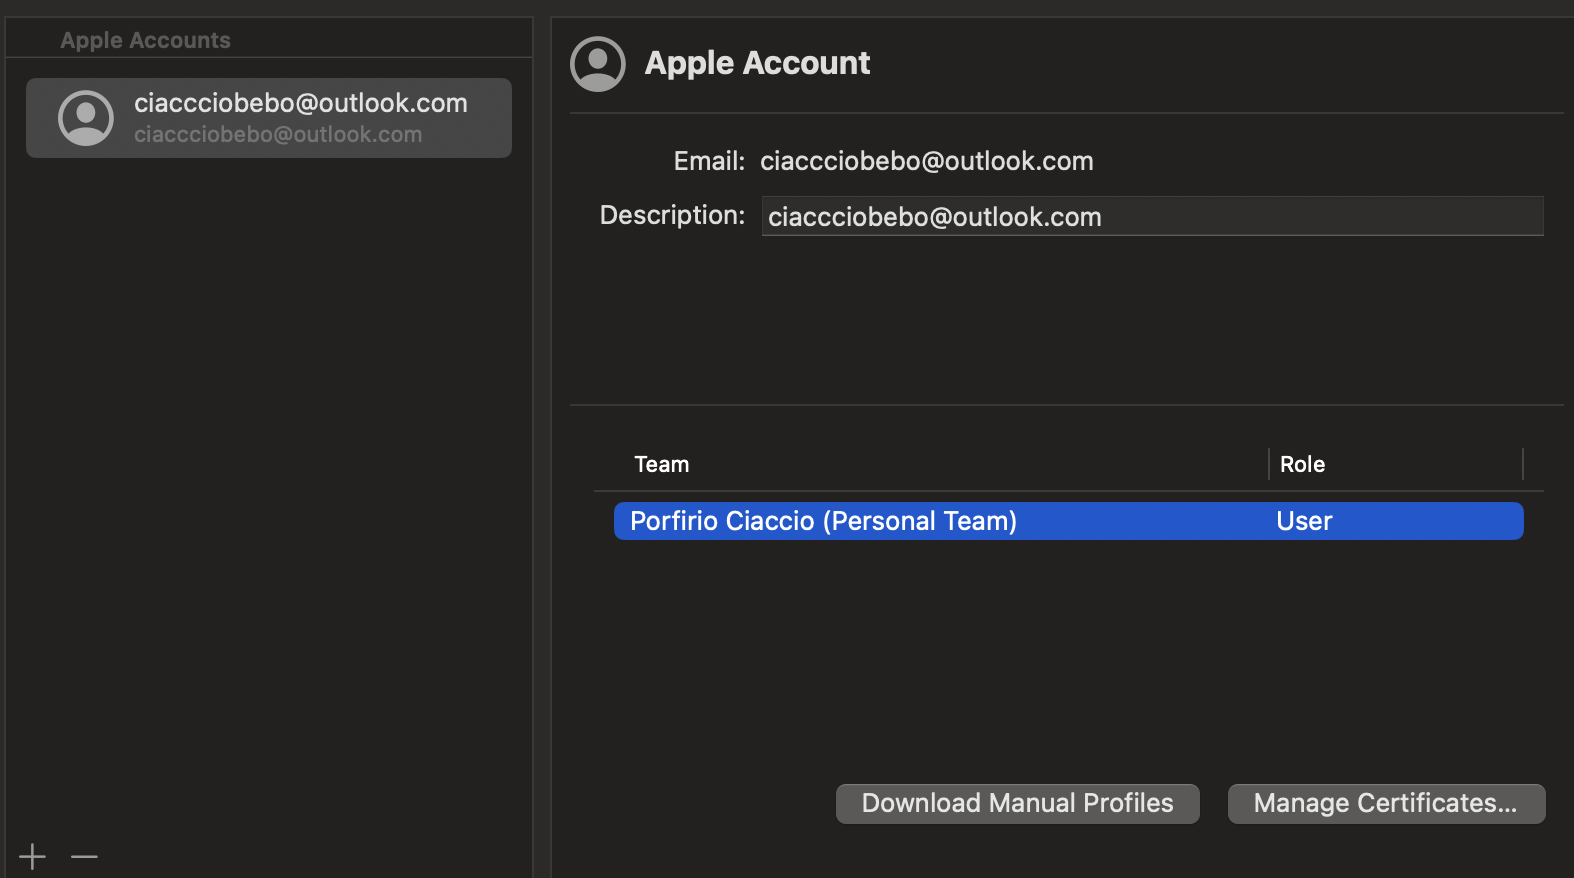 Apple Accounts
ciaccciobebo@outlook.com
ciaccciobebo@outlook.com
Apple Account
Email: ciaccciobebo@outlook.com
Description: ciaccciobebo@outlook.com
Team Role
Porfirio Ciaccio (Personal Team) User
Download Manual Profiles Manage Certificates...